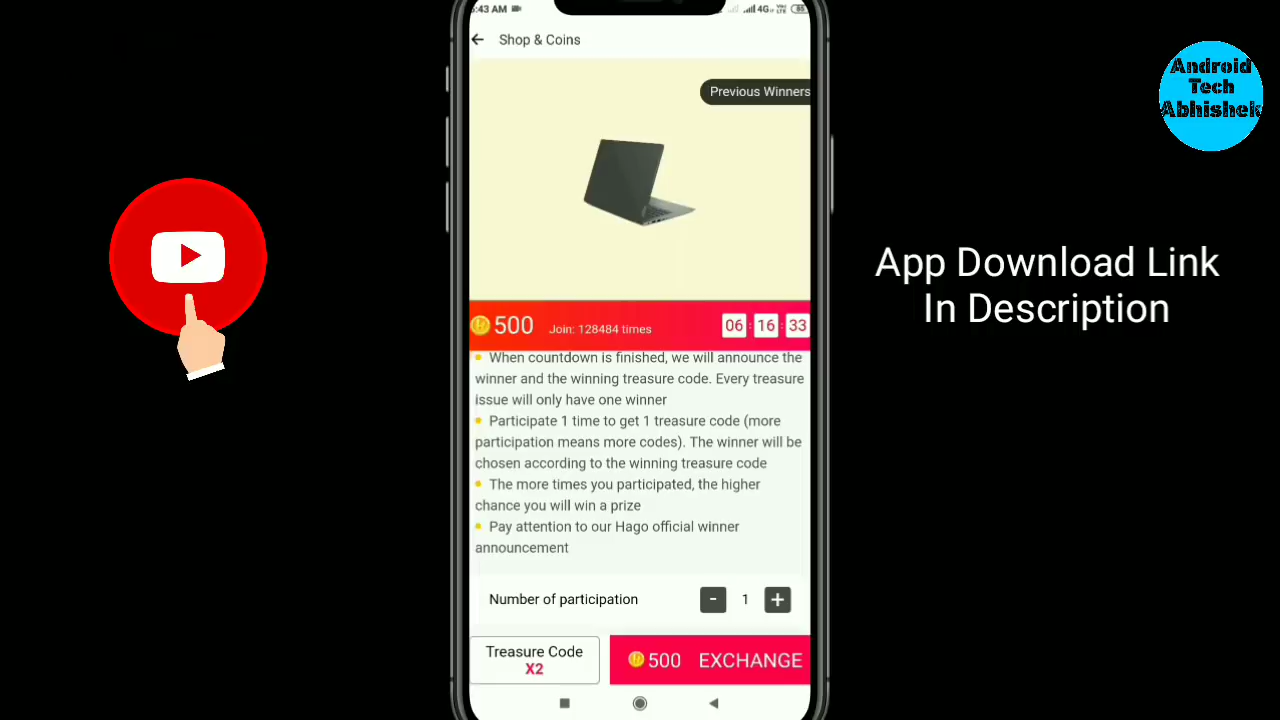 :43 AM
4G+
Shop & Coins
Previous Winners
500
Join: 128484 times
06 : 16 : 33
• When countdown is finished, we will announce the
winner and the winning treasure code. Every treasure
issue will only have one winner
• Participate 1 time to get 1 treasure code (more
participation means more codes). The winner will be
chosen according to the winning treasure code
• The more times you participated, the higher
chance you will win a prize
• Pay attention to our Hago official winner
announcement
Number of participation
- 1 +
Treasure Code
X2
500 EXCHANGE
Android
Tech
Abhishek
App Download Link
In Description